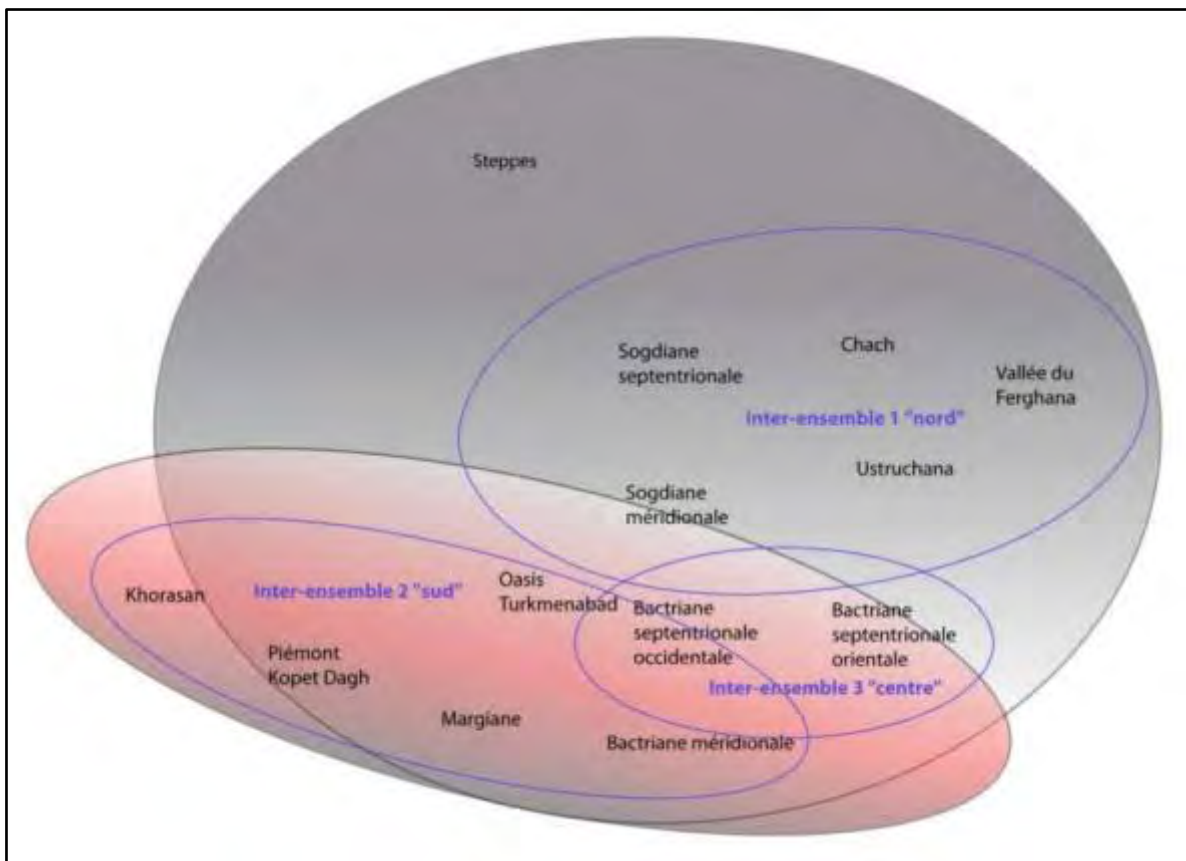 Steppes
Sogdiane
septentrionale
Chach
Vallée du
Ferghana
Inter-ensemble 1 "nord"
Ustruchana
Sogdiane
méridionale
Khorasan
Inter-ensemble 2 "sud"
Oasis
Turkmenabad
Bactriane
septentrionale
occidentale
Bactriane
septentrionale
orientale
Piémont
Kopet Dagh
Inter-ensemble 3 "centre"
Margiane
Bactriane méridionale